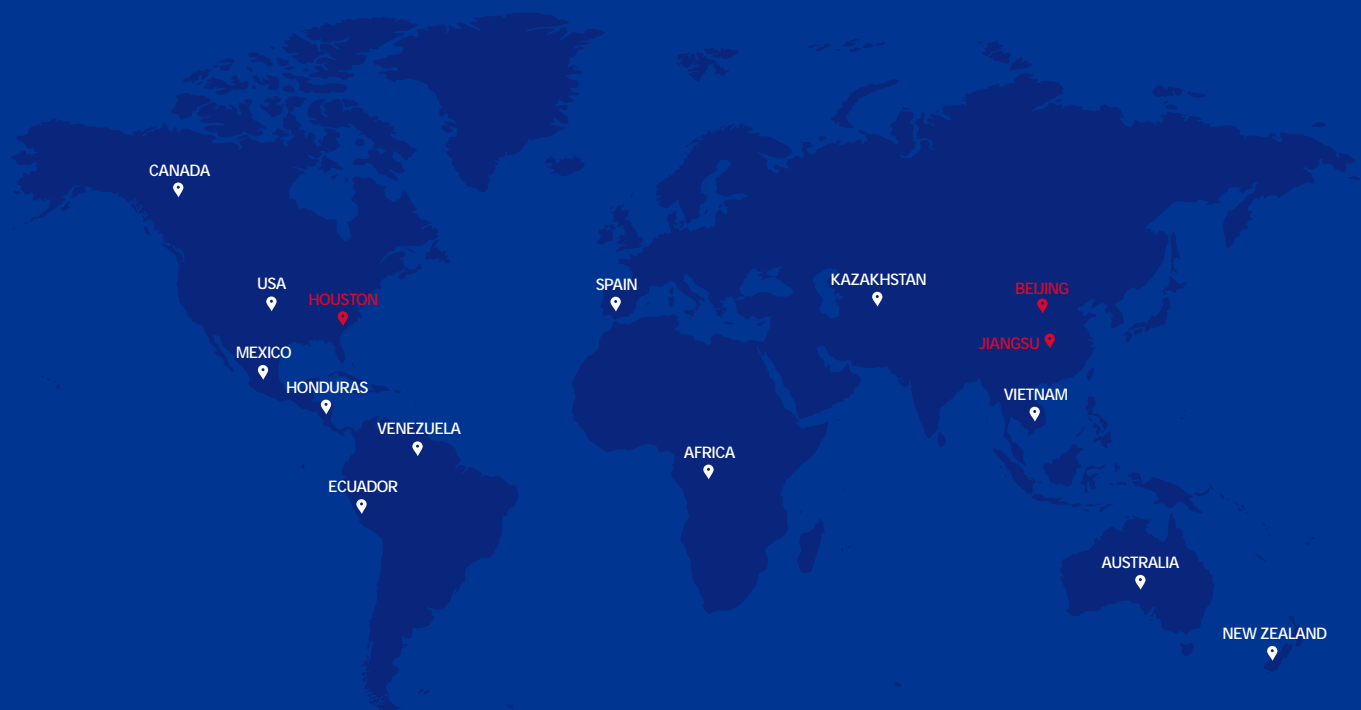 CANADA
USA
HOUSTON
SPAIN
KAZAKHSTAN
BEIJING
JIANGSU
MEXICO
HONDURAS
VIETNAM
VENEZUELA
AFRICA
ECUADOR
AUSTRALIA
NEW ZEALAND